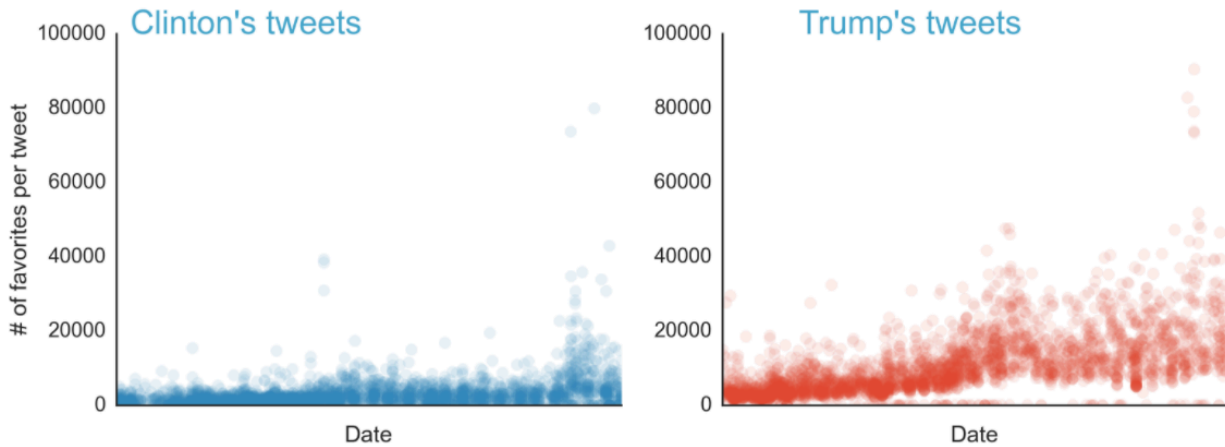 Clinton's tweets
# of favorites per tweet
100000
80000
60000
40000
20000
0
Date
Trump's tweets
100000
80000
60000
40000
20000
0
Date